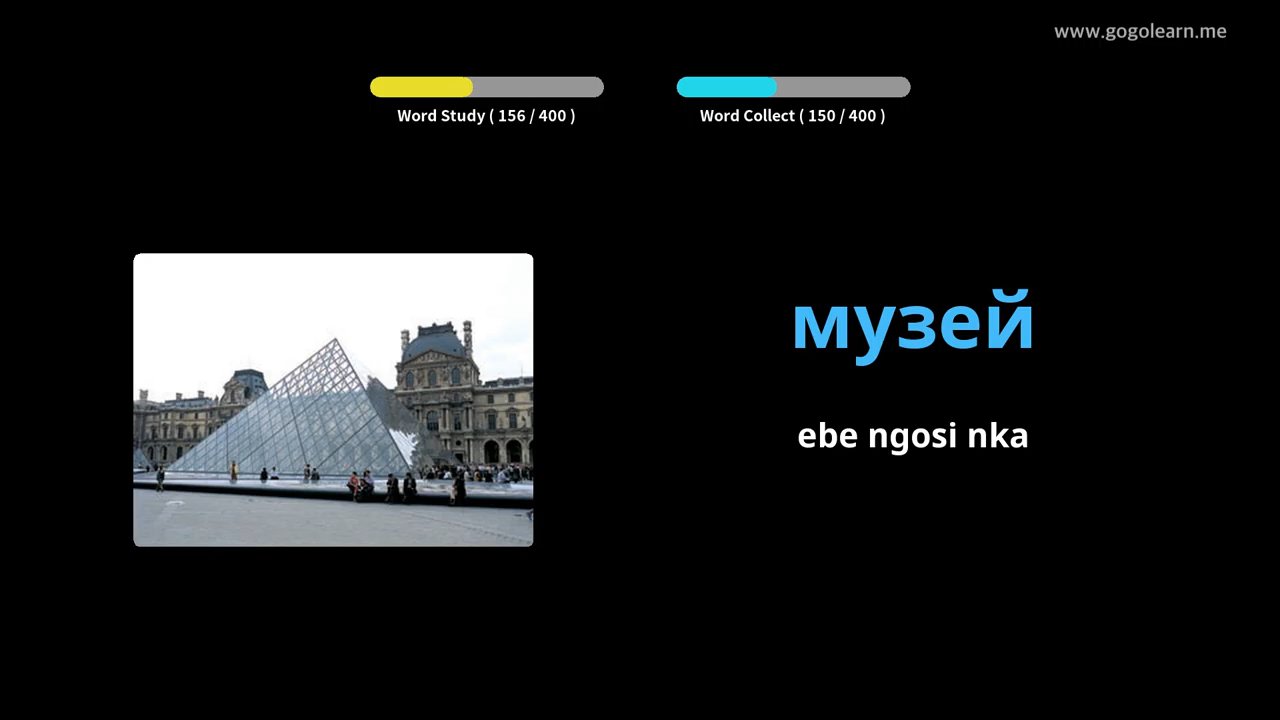 www.gogolearn.me
Word Study ( 156 / 400 )
Word Collect ( 150 / 400 )
музей
ebe ngosi nka